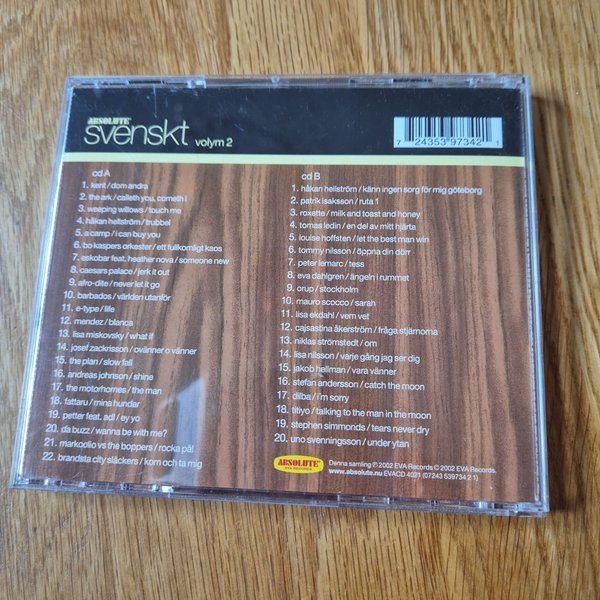 ABSOLUTE
svenskt volym 2
7 24353 97342 1
cd A
1. kent / dom andra
2. the ark / calleth you, cometh i
3. weeping willows / touch me
4. håkan hellström / trubbel
5. a camp / i can buy you
6. bo kaspers orkester / ett fullkomligt kaos
7. eskobar feat. heather nova / someone new
8. caesars palace / jerk it out
9. afro-dite / never let it go
10. barbados / världen utanför
11. e-type / life
12. mendez / blanca
13. lisa miskovsky / what if
14. josef zackrisson / ovänner o vänner
15. the plan / slow fall
16. andreas johnson / shine
17. the motorhomes / the man
18. fattaru / mina hundar
19. petter feat. adl / ey yo
20. da buzz / wanna be with me?
21. markoolio vs the boppers / rocka på!
22. brandsta city släckers / kom och ta mig
cd B
1. håkan hellström / känn ingen sorg för mig göteborg
2. patrik isaksson / ruta 1
3. roxette / milk and toast and honey
4. tomas ledin / en del av mitt hjärta
5. louise hoffsten / let the best man win
6. tommy nilsson / öppna din dörr
7. peter lemarc / tess
8. eva dahlgren / ängeln i rummet
9. orup / stockholm
10. mauro scocco / sarah
11. lisa ekdahl / vem vet
12. cajsastina åkerström / fråga stjärnorna
13. niklas strömstedt / om
14. lisa nilsson / varje gång jag ser dig
15. jakob hellman / vara vänner
16. stefan andersson / catch the moon
17. dilba / i'm sorry
18. titiyo / talking to the man in the moon
19. stephen simmonds / tears never dry
20. uno svenningsson / under ytan
ABSOLUTE
EVA RECORDS
Denna samling ℗ 2002 EVA Records © 2002 EVA Records.
www.absolute.nu EVACD 4021 (07243 539734 2 1)